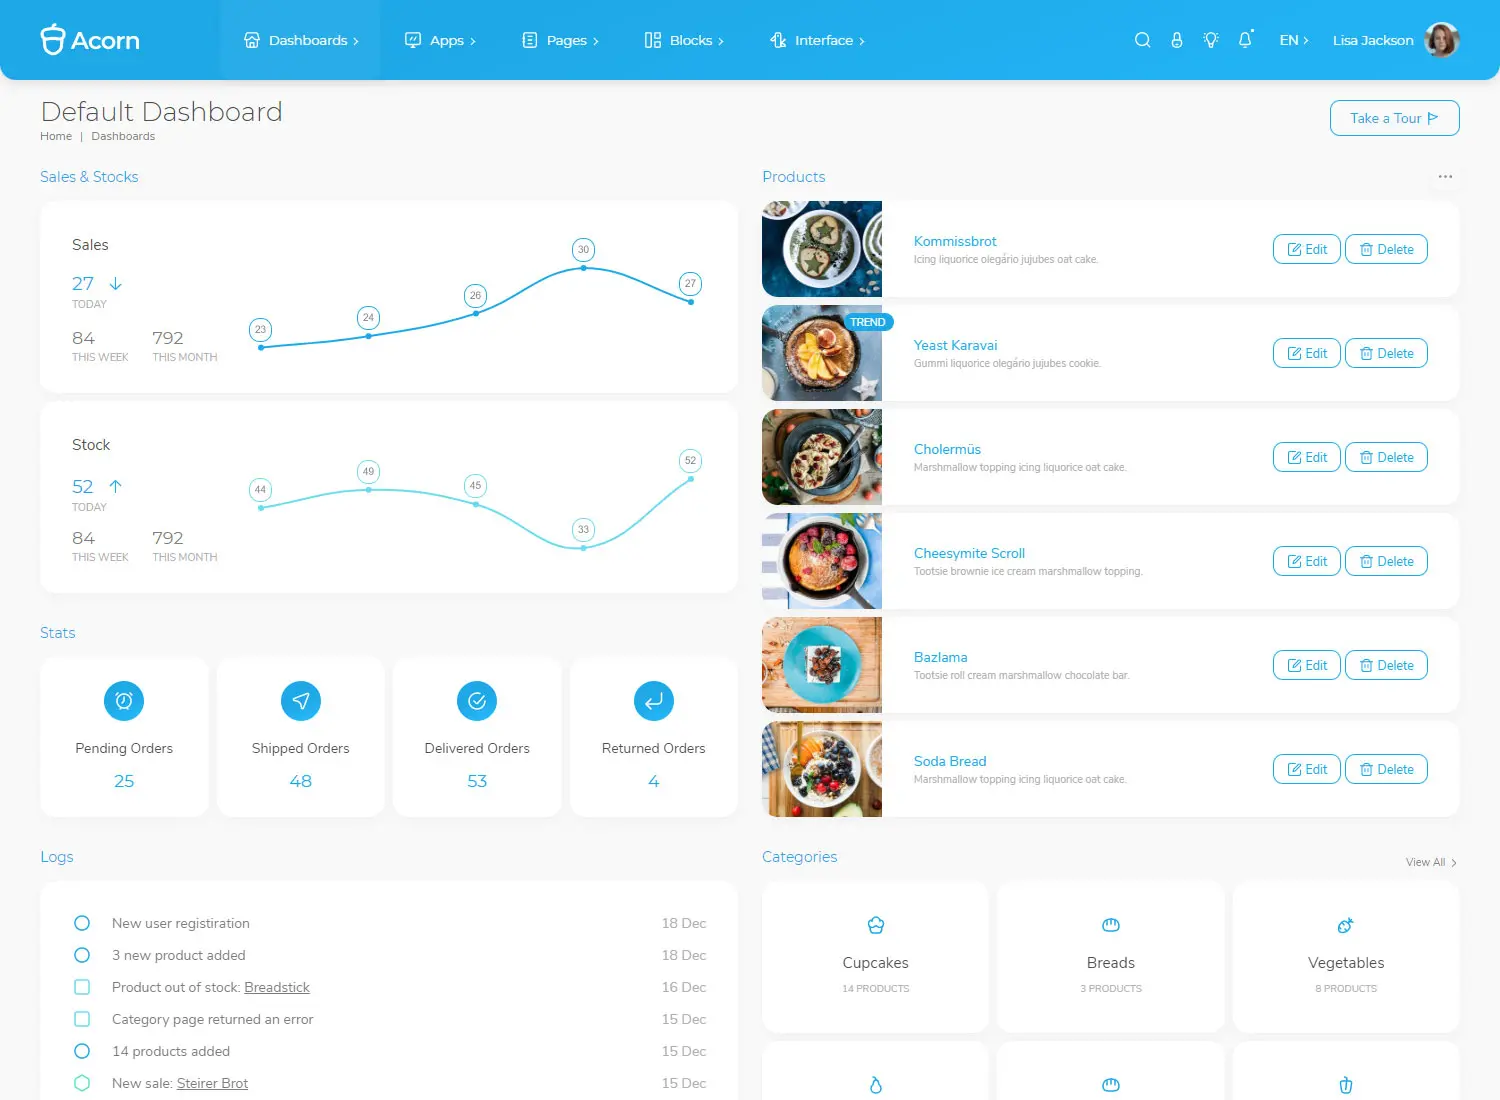 Acorn
Dashboards
Apps
Pages
Blocks
Interface
EN
Lisa Jackson
Default Dashboard
Home | Dashboards
Take a Tour
Sales & Stocks
Sales
27
TODAY
84
THIS WEEK
792
THIS MONTH
23
24
26
30
27
Stock
52
TODAY
84
THIS WEEK
792
THIS MONTH
44
49
45
33
52
Stats
Pending Orders
25
Shipped Orders
48
Delivered Orders
53
Returned Orders
4
Logs
New user registiration 18 Dec
3 new product added 18 Dec
Product out of stock: Breadstick 16 Dec
Category page returned an error 15 Dec
14 products added 15 Dec
New sale: Steirer Brot 15 Dec
Products
Kommissbrot
Icing liquorice olegário jujubes oat cake.
Edit Delete
TREND
Yeast Karavai
Gummi liquorice olegário jujubes cookie.
Edit Delete
Cholermüs
Marshmallow topping icing liquorice oat cake.
Edit Delete
Cheesymite Scroll
Tootsie brownie ice cream marshmallow topping.
Edit Delete
Bazlama
Tootsie roll cream marshmallow chocolate bar.
Edit Delete
Soda Bread
Marshmallow topping icing liquorice oat cake.
Edit Delete
Categories
View All
Cupcakes
14 PRODUCTS
Breads
3 PRODUCTS
Vegetables
8 PRODUCTS